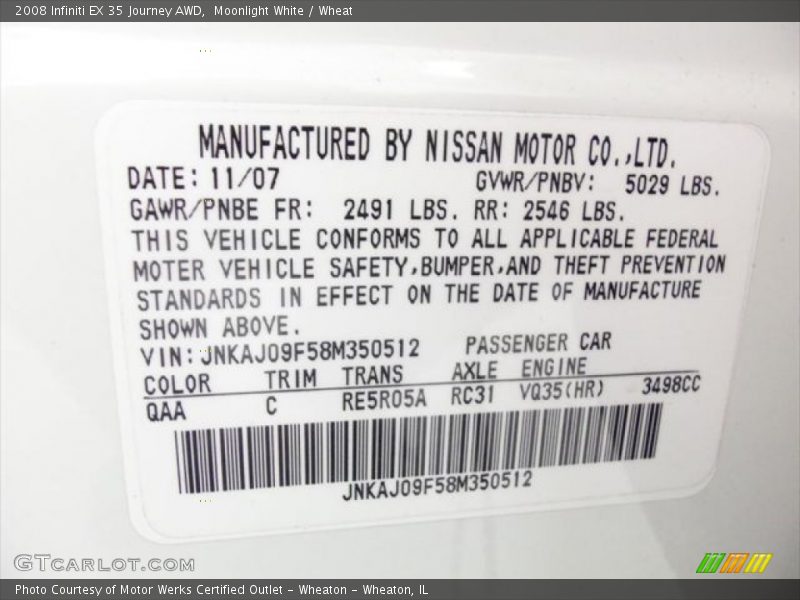 2008 Infiniti EX 35 Journey AWD,  Moonlight White / Wheat
MANUFACTURED BY NISSAN MOTOR CO.,LTD.
DATE: 11/07 GVWR/PNBV: 5029 LBS.
GAWR/PNBE FR: 2491 LBS. RR: 2546 LBS.
THIS VEHICLE CONFORMS TO ALL APPLICABLE FEDERAL
MOTER VEHICLE SAFETY,BUMPER,AND THEFT PREVENTION
STANDARDS IN EFFECT ON THE DATE OF MANUFACTURE
SHOWN ABOVE.
VIN: JNKAJ09F58M350512 PASSENGER CAR
COLOR TRIM TRANS AXLE ENGINE
QAA C RE5R05A RC31 VQ35(HR) 3498CC
JNKAJ09F58M350512
GTCARLOT.COM
Photo Courtesy of Motor Werks Certified Outlet - Wheaton - Wheaton, IL